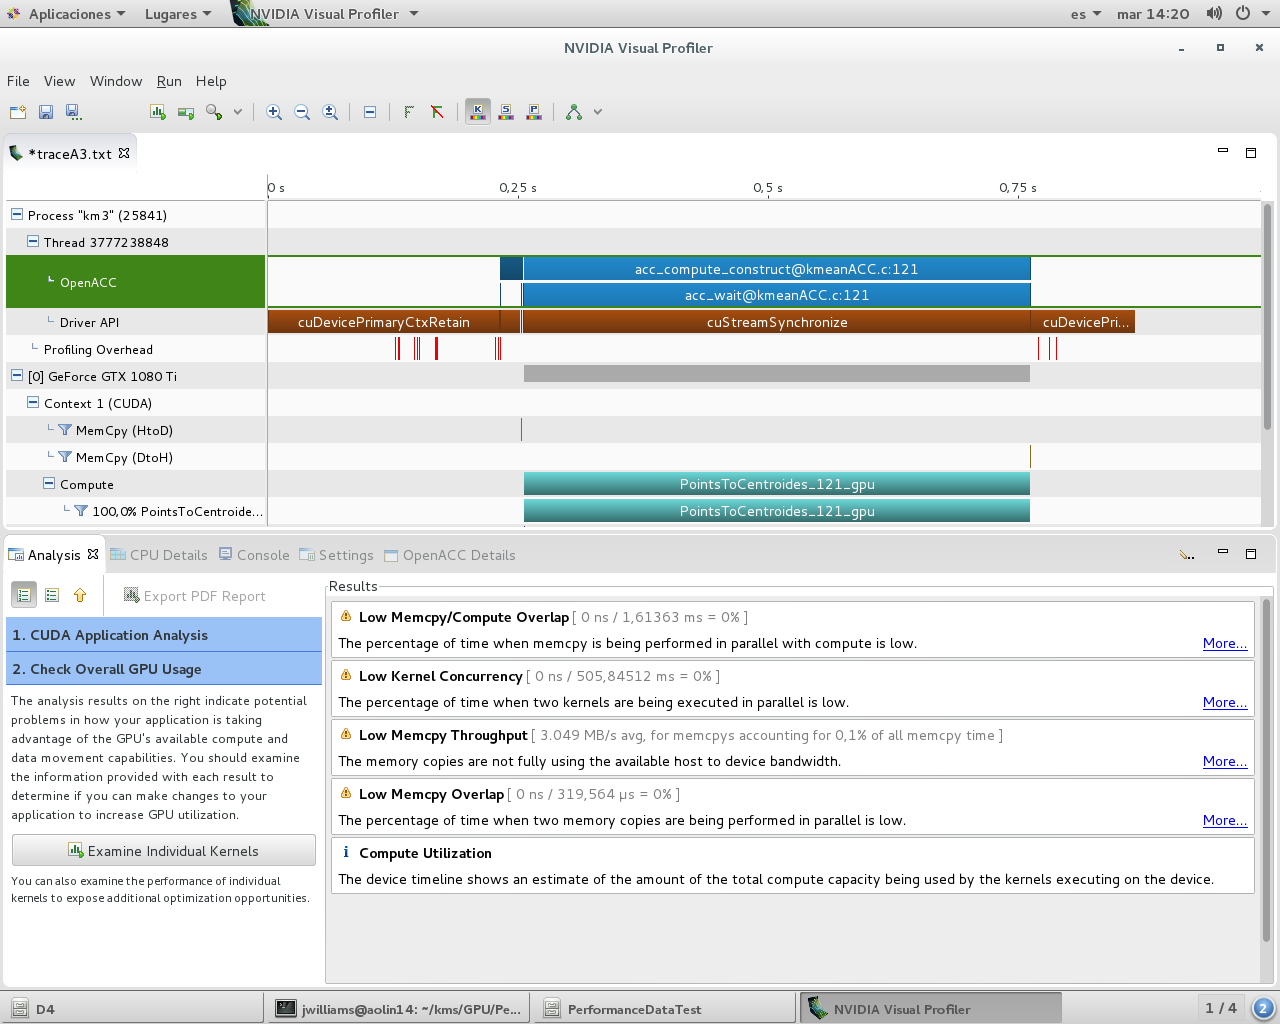 Aplicaciones Lugares NVIDIA Visual Profiler es mar 14:20
NVIDIA Visual Profiler
File View Window Run Help
*traceA3.txt
0 s 0,25 s 0,5 s 0,75 s
Process "km3" (25841)
Thread 3777238848
OpenACC
acc_compute_construct@kmeanACC.c:121
acc_wait@kmeanACC.c:121
Driver API cuDevicePrimaryCtxRetain cuStreamSynchronize cuDevicePri...
Profiling Overhead
[0] GeForce GTX 1080 Ti
Context 1 (CUDA)
MemCpy (HtoD)
MemCpy (DtoH)
Compute PointsToCentroides_121_gpu
100,0% PointsToCentroide... PointsToCentroides_121_gpu
Analysis CPU Details Console Settings OpenACC Details
Export PDF Report
1. CUDA Application Analysis
2. Check Overall GPU Usage
The analysis results on the right indicate potential
problems in how your application is taking
advantage of the GPU's available compute and
data movement capabilities. You should examine
the information provided with each result to
determine if you can make changes to your
application to increase GPU utilization.
Examine Individual Kernels
You can also examine the performance of individual
kernels to expose additional optimization opportunities.
Results
Low Memcpy/Compute Overlap [ 0 ns / 1,61363 ms = 0% ]
The percentage of time when memcpy is being performed in parallel with compute is low. More...
Low Kernel Concurrency [ 0 ns / 505,84512 ms = 0% ]
The percentage of time when two kernels are being executed in parallel is low. More...
Low Memcpy Throughput [ 3.049 MB/s avg, for memcpys accounting for 0,1% of all memcpy time ]
The memory copies are not fully using the available host to device bandwidth. More...
Low Memcpy Overlap [ 0 ns / 319,564 µs = 0% ]
The percentage of time when two memory copies are being performed in parallel is low. More...
Compute Utilization
The device timeline shows an estimate of the amount of the total compute capacity being used by the kernels executing on the device.
D4 jwilliams@aolin14: ~/kms/GPU/Pe... PerformanceDataTest NVIDIA Visual Profiler 1 / 4 2